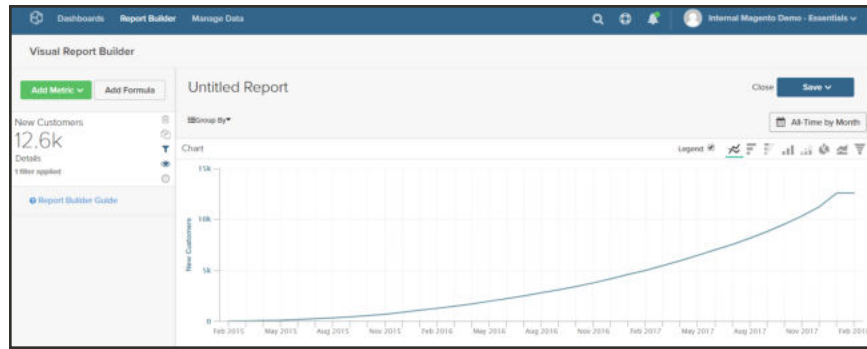 Dashboards Report Builder Manage Data Internal Magento Demo - Essentials
Visual Report Builder
Add Metric Add Formula
Untitled Report
Close Save
New Customers
12.6k
Details
1 filter applied
Group By
All-Time by Month
Chart
Legend
Report Builder Guide
15k
10k
5k
0
New Customers
Feb 2015 May 2015 Aug 2015 Nov 2015 Feb 2016 May 2016 Aug 2016 Nov 2016 Feb 2017 May 2017 Aug 2017 Nov 2017 Feb 201